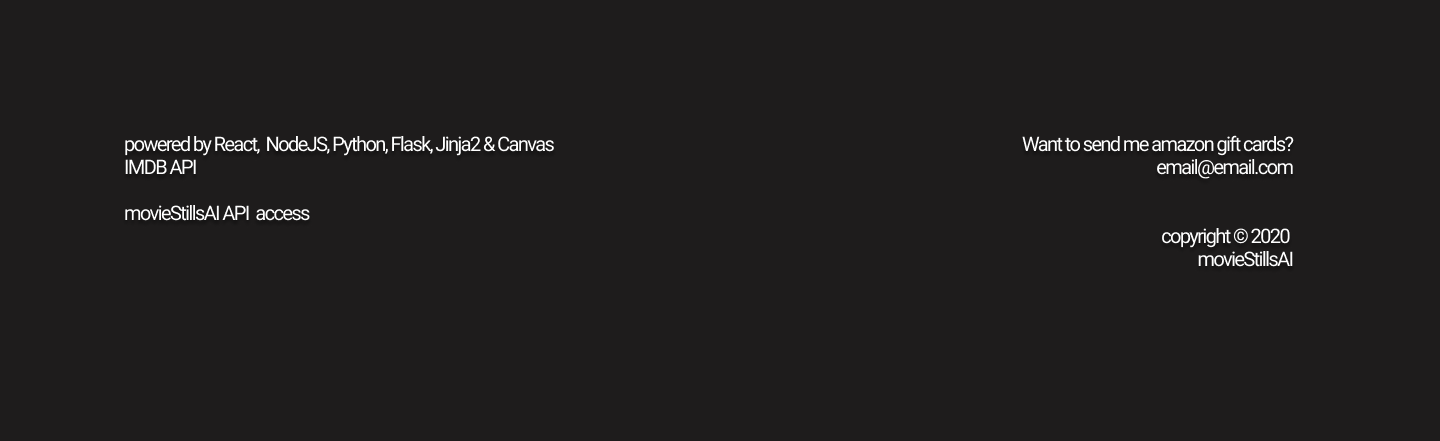 powered by React, NodeJS, Python, Flask, Jinja2 & Canvas
IMDB API
movieStillsAI API access
Want to send me amazon gift cards?
email@email.com
copyright © 2020
movieStillsAI